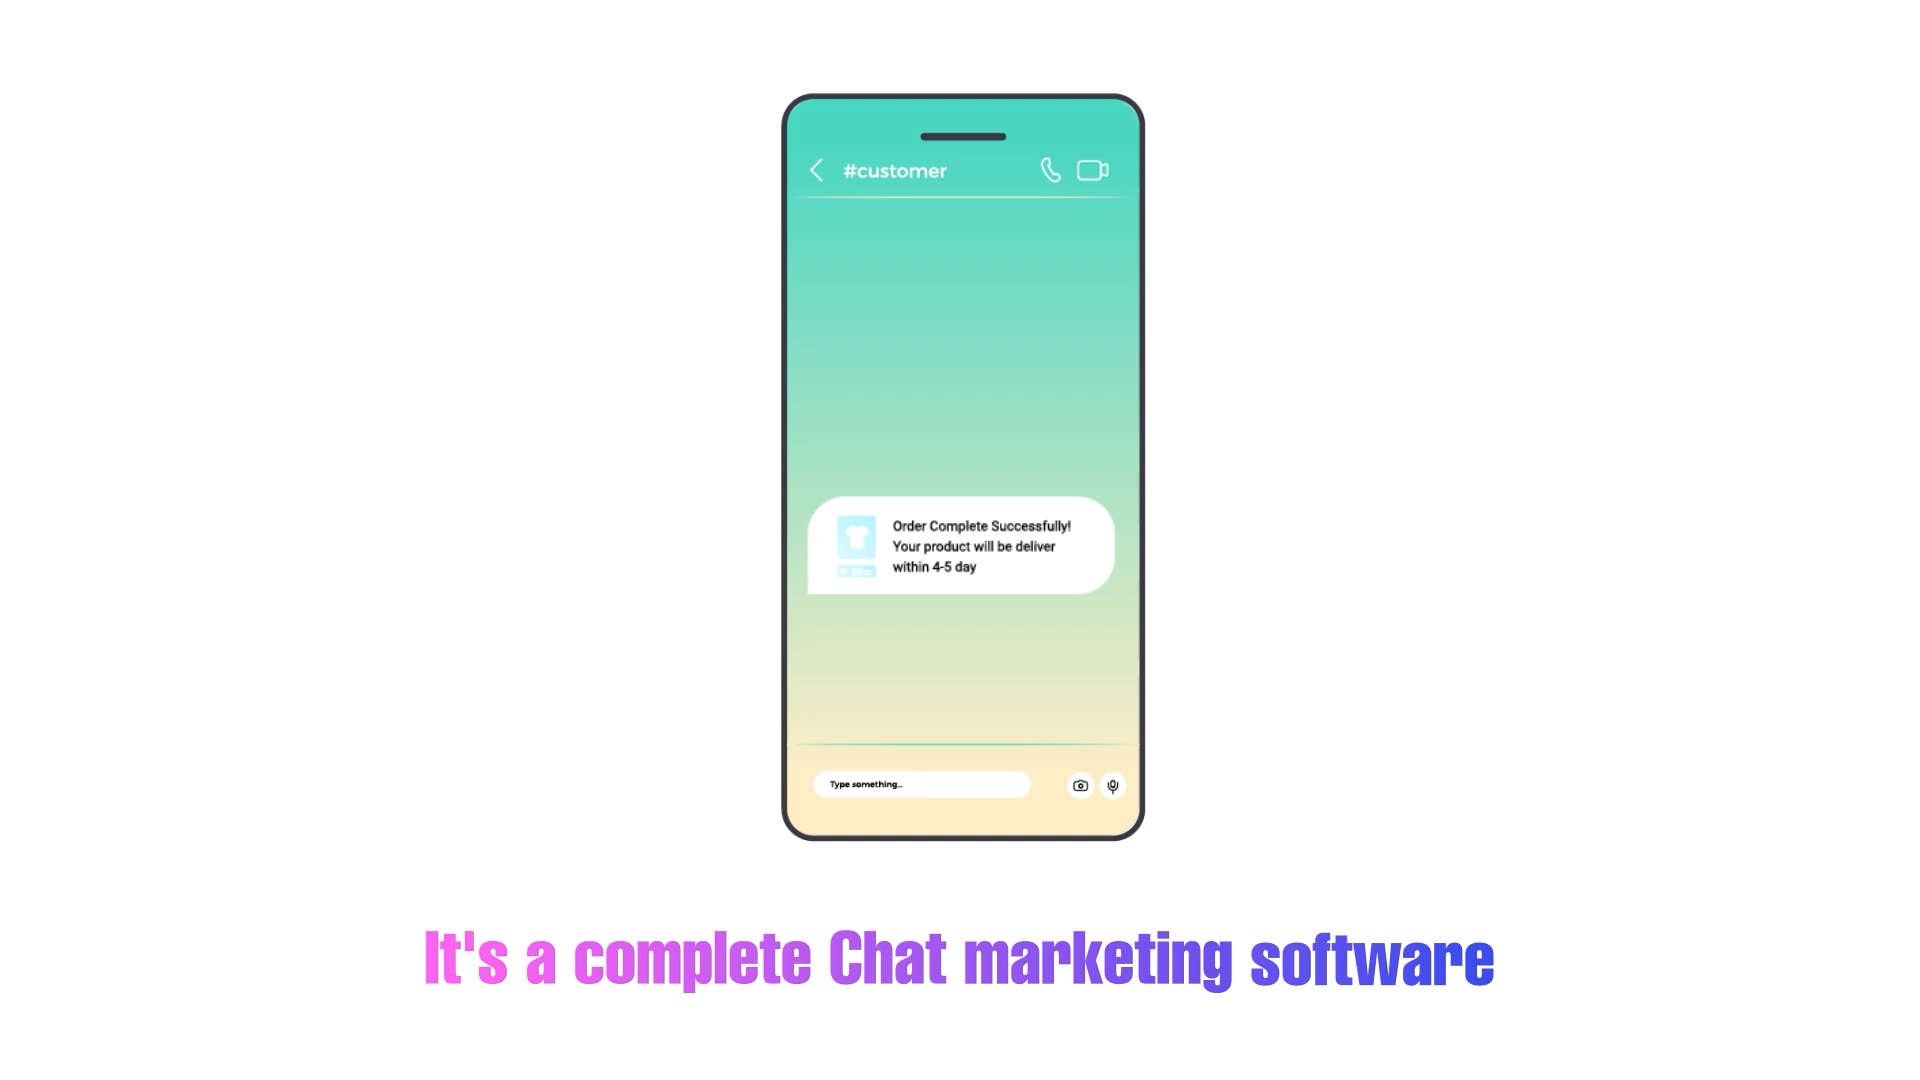 #customer
Order Complete Successfully!
Your product will be deliver
within 4-5 day
Type something...
It's a complete Chat marketing software